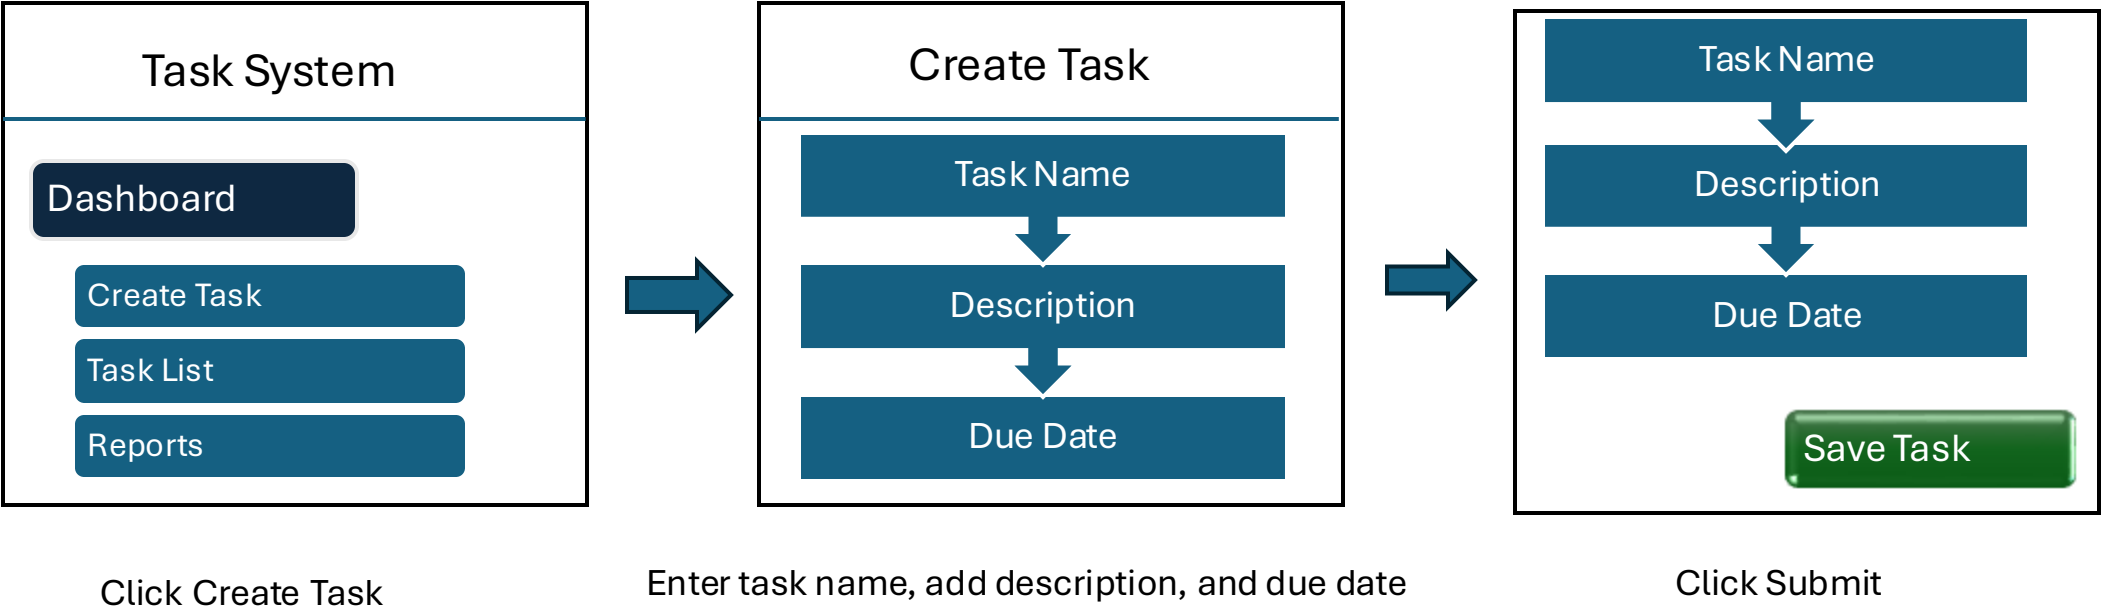 Task System
Dashboard
Create Task
Task List
Reports
Click Create Task
Create Task
Task Name
Description
Due Date
Enter task name, add description, and due date
Task Name
Description
Due Date
Save Task
Click Submit